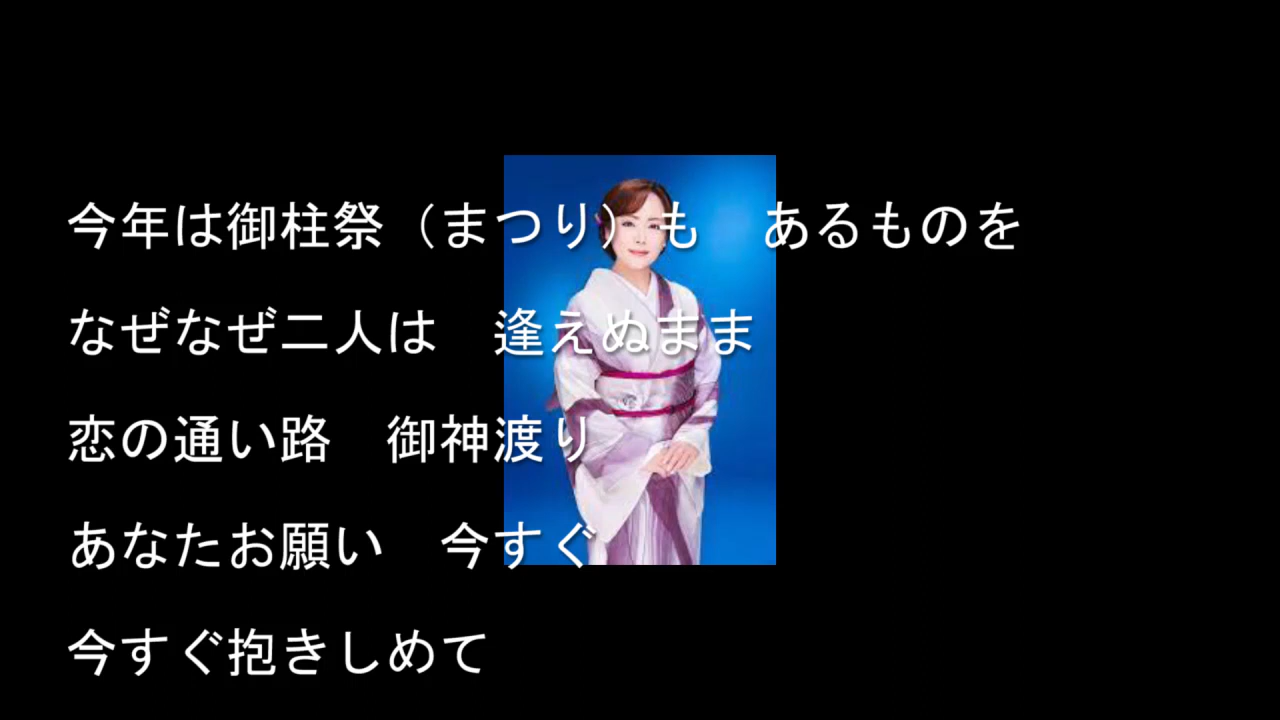 今年は御柱祭（まつり）も　あるものを
なぜなぜ二人は　逢えぬまま
恋の通い路　御神渡り
あなたお願い　今すぐ
今すぐ抱きしめて